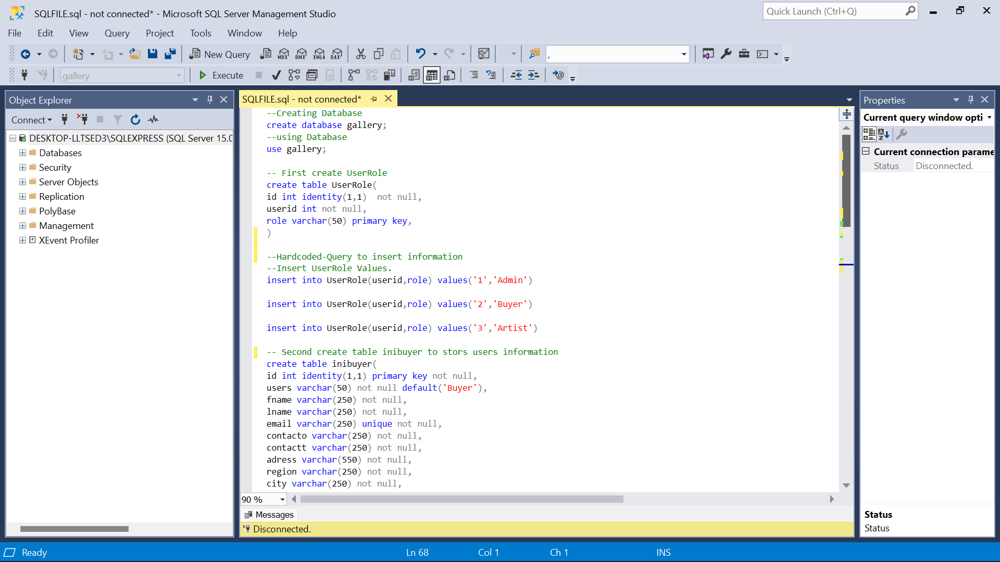 SQLFILE.sql - not connected* - Microsoft SQL Server Management Studio
Quick Launch (Ctrl+Q)
File Edit View Query Project Tools Window Help
New Query MDX DMX XMLA DAX ,
gallery Execute
Object Explorer
Connect
DESKTOP-LLTSED3\SQLEXPRESS (SQL Server 15.0
Databases
Security
Server Objects
Replication
PolyBase
Management
XEvent Profiler
SQLFILE.sql - not connected*
--Creating Database
create database gallery;
--using Database
use gallery;
-- First create UserRole
create table UserRole(
id int identity(1,1)  not null,
userid int not null,
role varchar(50) primary key,
)
--Hardcoded-Query to insert information
--Insert UserRole Values.
insert into UserRole(userid,role) values('1','Admin')
insert into UserRole(userid,role) values('2','Buyer')
insert into UserRole(userid,role) values('3','Artist')
-- Second create table inibuyer to stors users information
create table inibuyer(
id int identity(1,1) primary key not null,
users varchar(50) not null default('Buyer'),
fname varchar(250) not null,
lname varchar(250) not null,
email varchar(250) unique not null,
contacto varchar(250) not null,
contactt varchar(250) not null,
adress varchar(550) not null,
region varchar(250) not null,
city varchar(250) not null,
90 %
Messages
Disconnected.
Properties
Current query window opti
Current connection parame
Status Disconnected.
Status
Status
Ready Ln 68 Col 1 Ch 1 INS